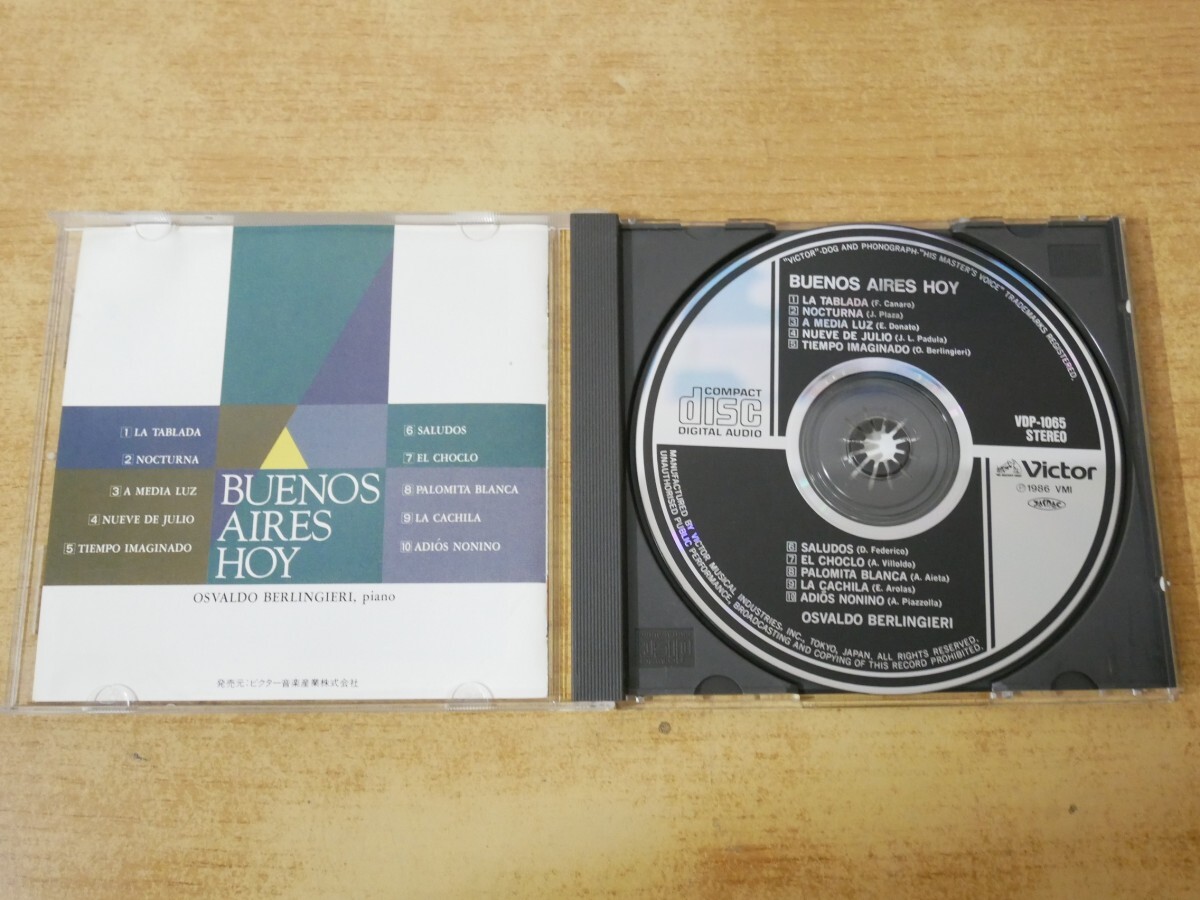 1 LA TABLADA
2 NOCTURNA
3 A MEDIA LUZ
4 NUEVE DE JULIO
5 TIEMPO IMAGINADO
BUENOS
AIRES
HOY
6 SALUDOS
7 EL CHOCLO
8 PALOMITA BLANCA
9 LA CACHILA
10 ADIÓS NONINO
OSVALDO BERLINGIERI, piano
発売元:ビクター音楽産業株式会社
"VICTOR"-DOG AND PHONOGRAPH-"HIS MASTER'S VOICE" TRADEMARKS REGISTERED.
BUENOS AIRES HOY
1 LA TABLADA (F. Canaro)
2 NOCTURNA (J. Plaza)
3 A MEDIA LUZ (E. Donato)
4 NUEVE DE JULIO (J. L. Padula)
5 TIEMPO IMAGINADO (O. Berlingieri)
COMPACT
disc
DIGITAL AUDIO
VDP-1065
STEREO
Victor
Ⓟ1986 VMI
JASRAC
6 SALUDOS (D. Federico)
7 EL CHOCLO (A. Villoldo)
8 PALOMITA BLANCA (A. Aieta)
9 LA CACHILA (E. Arolas)
10 ADIÓS NONINO (A. Piazzolla)
OSVALDO BERLINGIERI
MANUFACTURED BY VICTOR MUSICAL INDUSTRIES, INC., TOKYO, JAPAN. ALL RIGHTS RESERVED.
UNAUTHORISED PUBLIC PERFORMANCE, BROADCASTING AND COPYING OF THIS RECORD PROHIBITED.